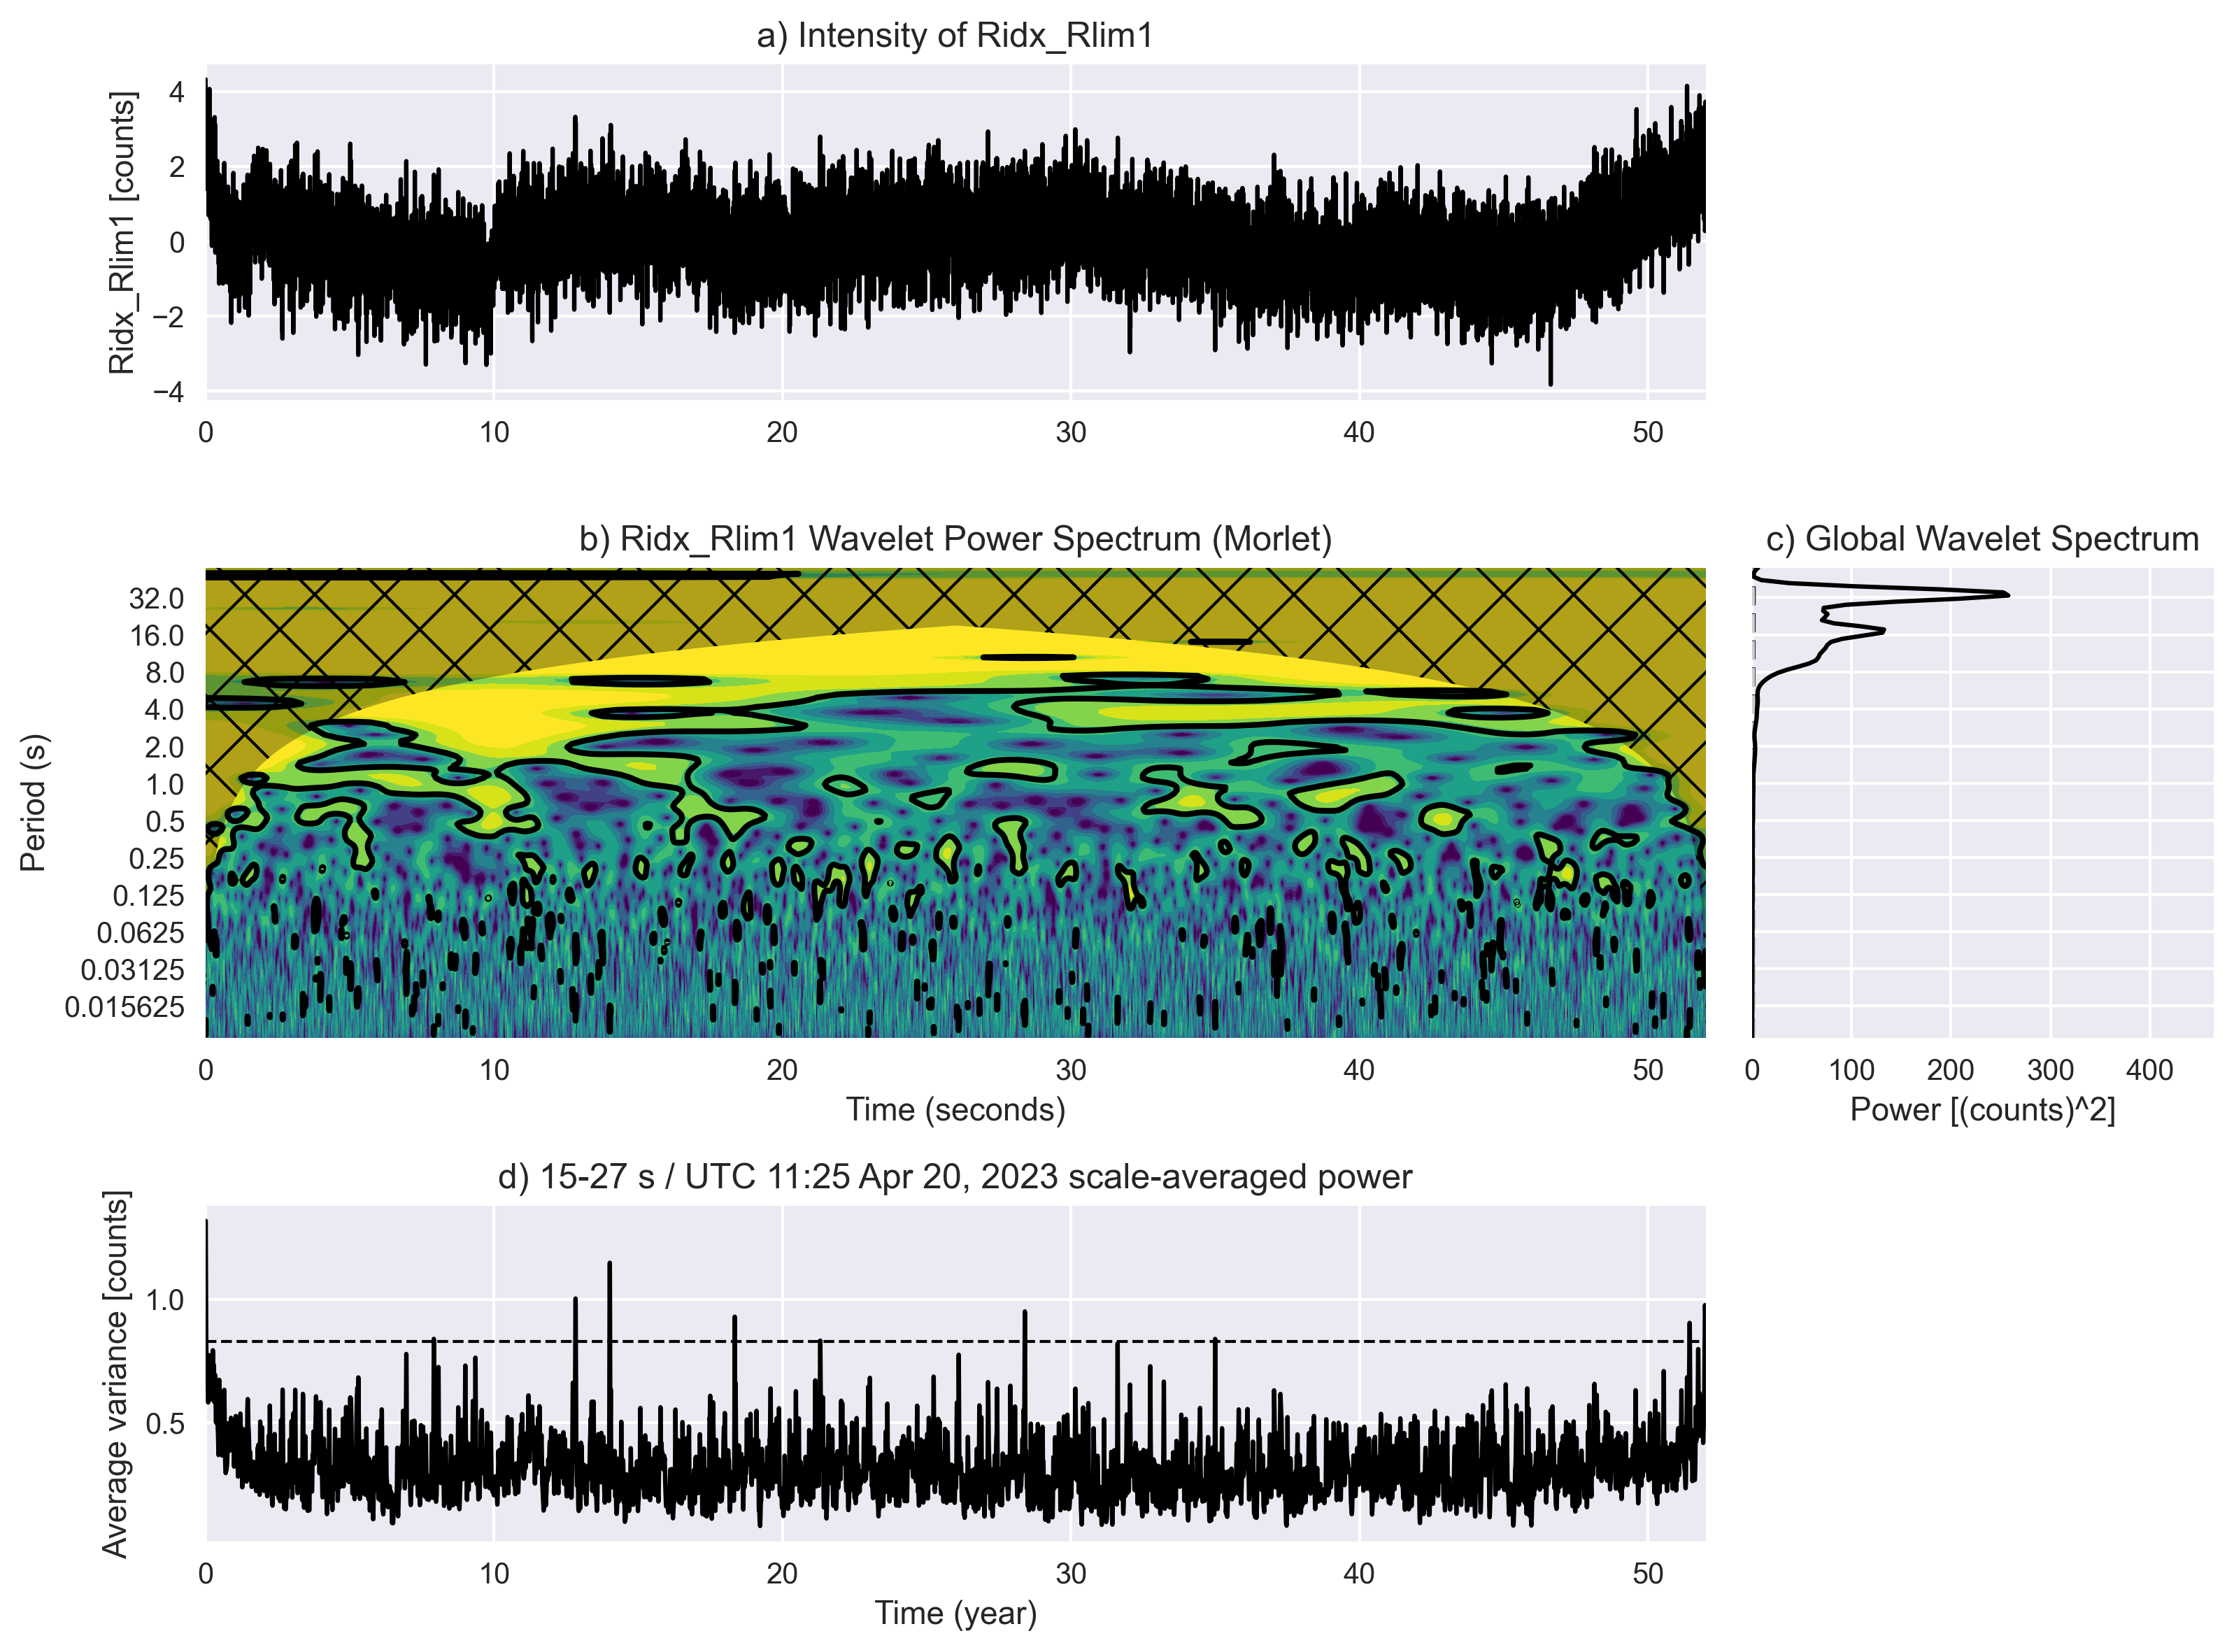 a) Intensity of Ridx_Rlim1
Ridx_Rlim1 [counts]
4
2
0
−2
−4
0 10 20 30 40 50
b) Ridx_Rlim1 Wavelet Power Spectrum (Morlet)
Period (s)
32.0
16.0
8.0
4.0
2.0
1.0
0.5
0.25
0.125
0.0625
0.03125
0.015625
0 10 20 30 40 50
Time (seconds)
c) Global Wavelet Spectrum
0 100 200 300 400
Power [(counts)^2]
d) 15-27 s / UTC 11:25 Apr 20, 2023 scale-averaged power
Average variance [counts]
1.0
0.5
0 10 20 30 40 50
Time (year)